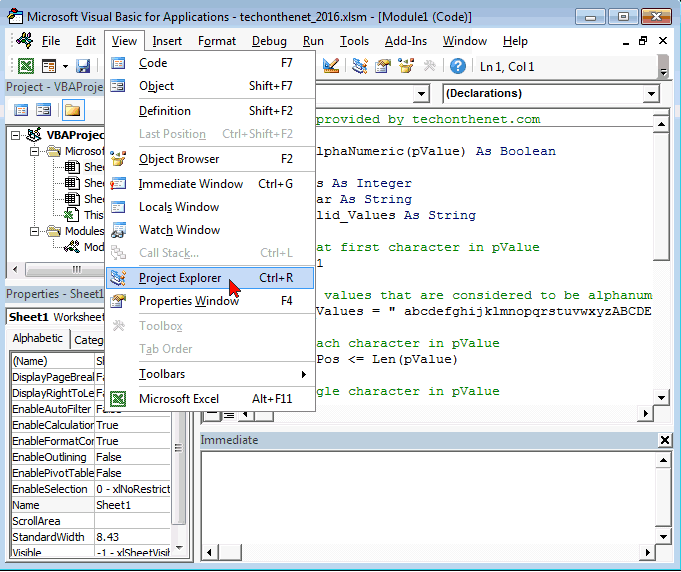 Microsoft Visual Basic for Applications - techonthenet_2016.xlsm - [Module1 (Code)]
File Edit View Insert Format Debug Run Tools Add-Ins Window Help
Ln 1, Col 1
Project - VBAProje
VBAProjec
Microsof
Shee
Shee
Shee
This
Modules
Mod
Code F7
Object Shift+F7
Definition Shift+F2
Last Position Ctrl+Shift+F2
Object Browser F2
Immediate Window Ctrl+G
Locals Window
Watch Window
Call Stack... Ctrl+L
Project Explorer Ctrl+R
Properties Window F4
Toolbox
Tab Order
Toolbars
Microsoft Excel Alt+F11
(Declarations)
provided by techonthenet.com
lphaNumeric(pValue) As Boolean
s As Integer
ar As String
lid_Values As String
at first character in pValue
1
values that are considered to be alphanum
Values = " abcdefghijklmnopqrstuvwxyzABCDE
ach character in pValue
Pos <= Len(pValue)
gle character in pValue
Properties - Sheet1
Sheet1 Worksheet
Alphabetic Categ
(Name) Sh
DisplayPageBreak Fa
DisplayRightToLe Fa
EnableAutoFilter False
EnableCalculation True
EnableFormatCor True
EnableOutlining False
EnablePivotTable False
EnableSelection 0 - xlNoRestrict
Name Sheet1
ScrollArea
StandardWidth 8.43
Visible -1 - xlSheetVisib
Immediate